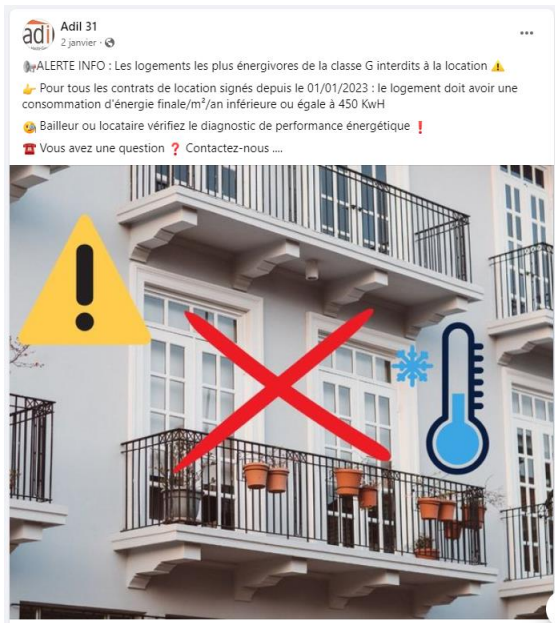 adil
Adil 31
2 janvier ·
ALERTE INFO : Les logements les plus énergivores de la classe G interdits à la location ⚠️
👉 Pour tous les contrats de location signés depuis le 01/01/2023 : le logement doit avoir une
consommation d'énergie finale/m²/an inférieure ou égale à 450 KwH
🧐 Bailleur ou locataire vérifiez le diagnostic de performance énergétique ❗
☎️ Vous avez une question ❓ Contactez-nous ....